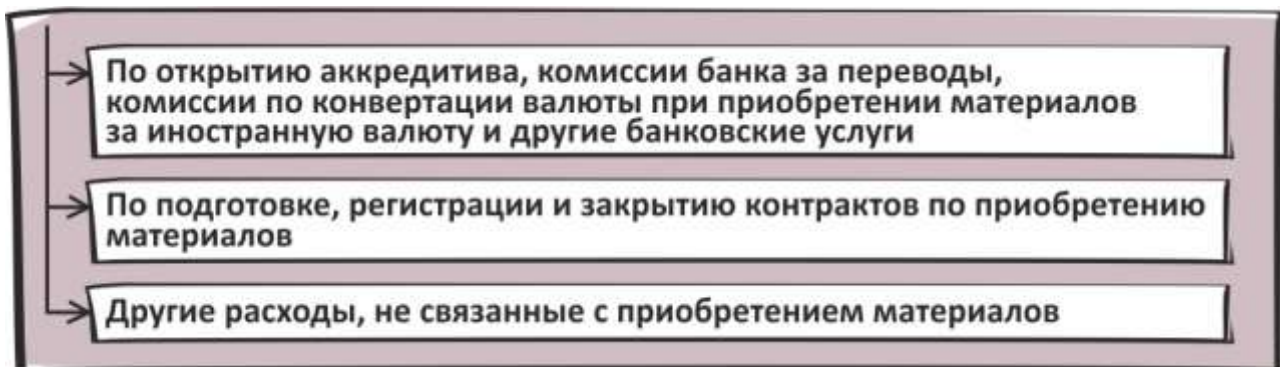 По открытию аккредитива, комиссии банка за переводы,
комиссии по конвертации валюты при приобретении материалов
за иностранную валюту и другие банковские услуги
По подготовке, регистрации и закрытию контрактов по приобретению
материалов
Другие расходы, не связанные с приобретением материалов